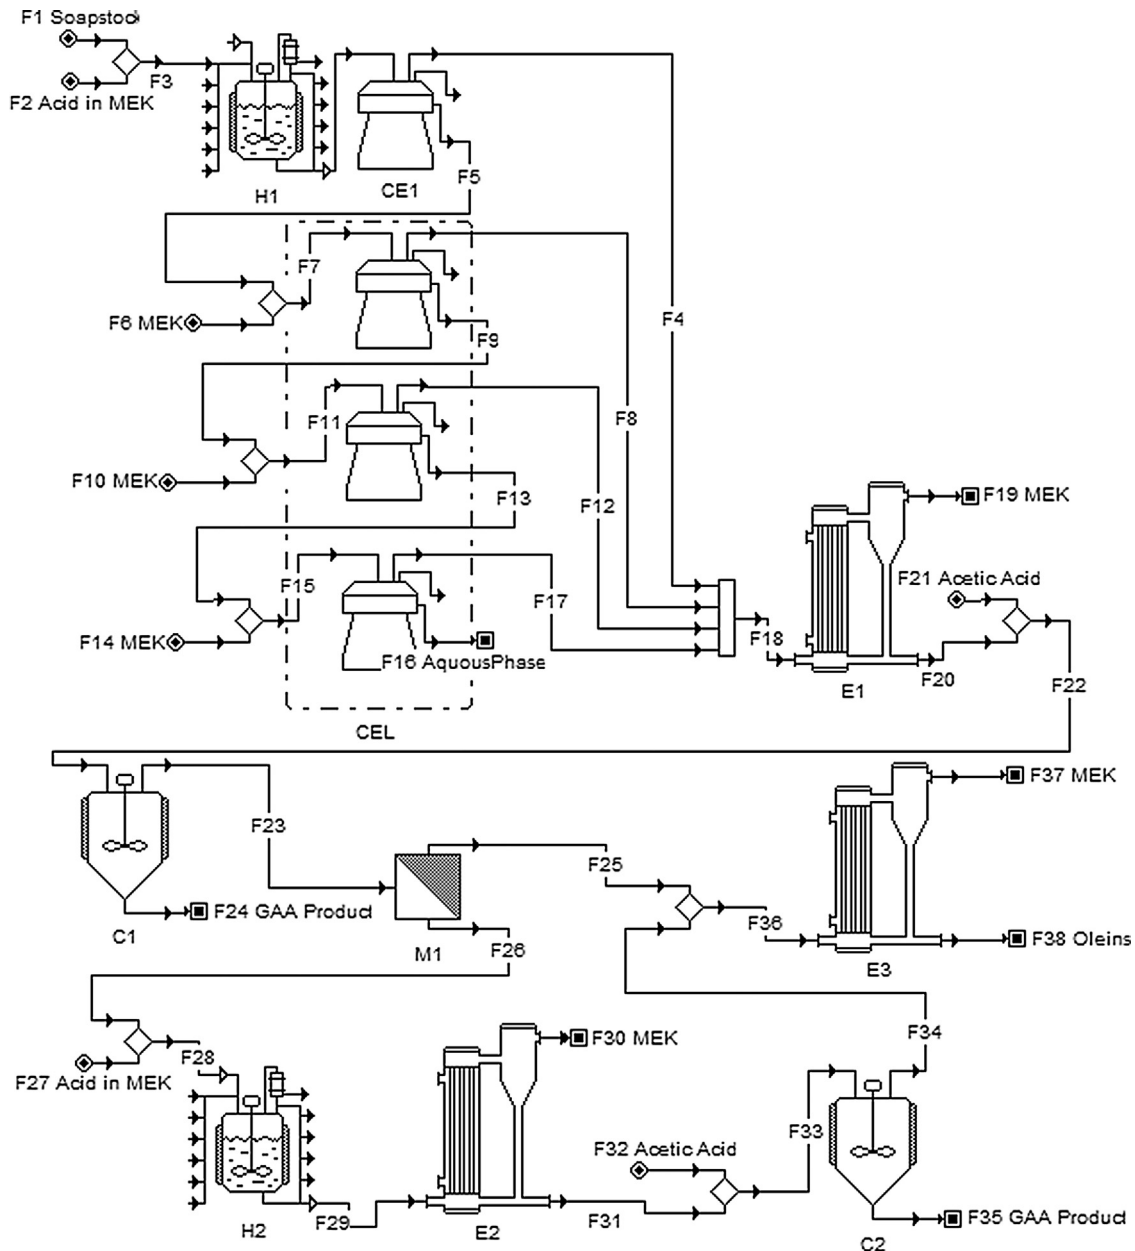 F1 Soapstock
F2 Acid in MEK
F3
H1
CE1
F5
F7
F6 MEK
F9
F4
F8
F11
F10 MEK
F13
F12
F15
F17
F14 MEK
F16 AquousPhase
CEL
F18
F19 MEK
F21 Acetic Acid
F20
E1
F22
F23
F24 GAA Product
C1
M1
F25
F26
F36
F37 MEK
F38 Oleins
E3
F27 Acid in MEK
F28
H2
F29
F30 MEK
E2
F31
F32 Acetic Acid
F33
F34
F35 GAA Product
C2